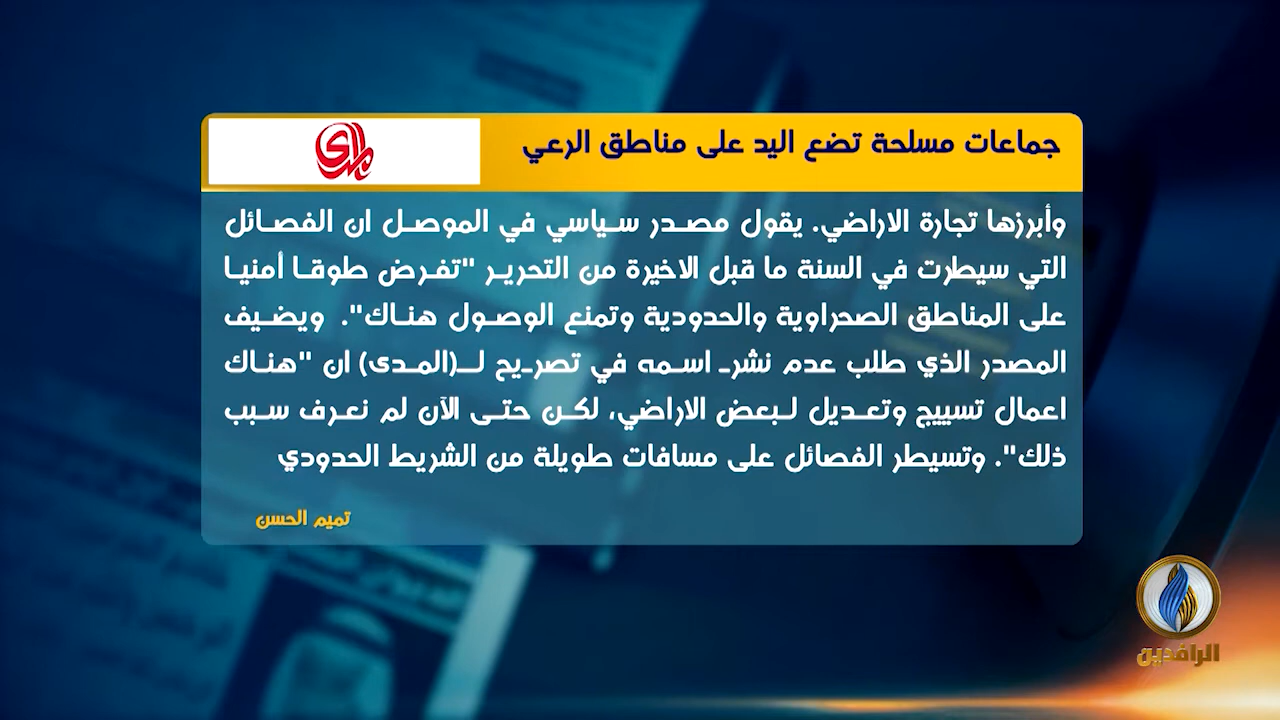 جماعات مسلحة تضع اليد على مناطق الرعي
المدى
وأبرزها تجارة الاراضي. يقول مصدر سياسي في الموصل ان الفصائل
التي سيطرت في السنة ما قبل الاخيرة من التحرير "تفرض طوقا أمنيا
على المناطق الصحراوية والحدودية وتمنع الوصول هناك". ويضيف
المصدر الذي طلب عدم نشر اسمه في تصريح لـ(المدى) ان "هناك
اعمال تسييج وتعديل لبعض الاراضي، لكن حتى الآن لم نعرف سبب
ذلك". وتسيطر الفصائل على مسافات طويلة من الشريط الحدودي
تميم الحسن
الرافدين